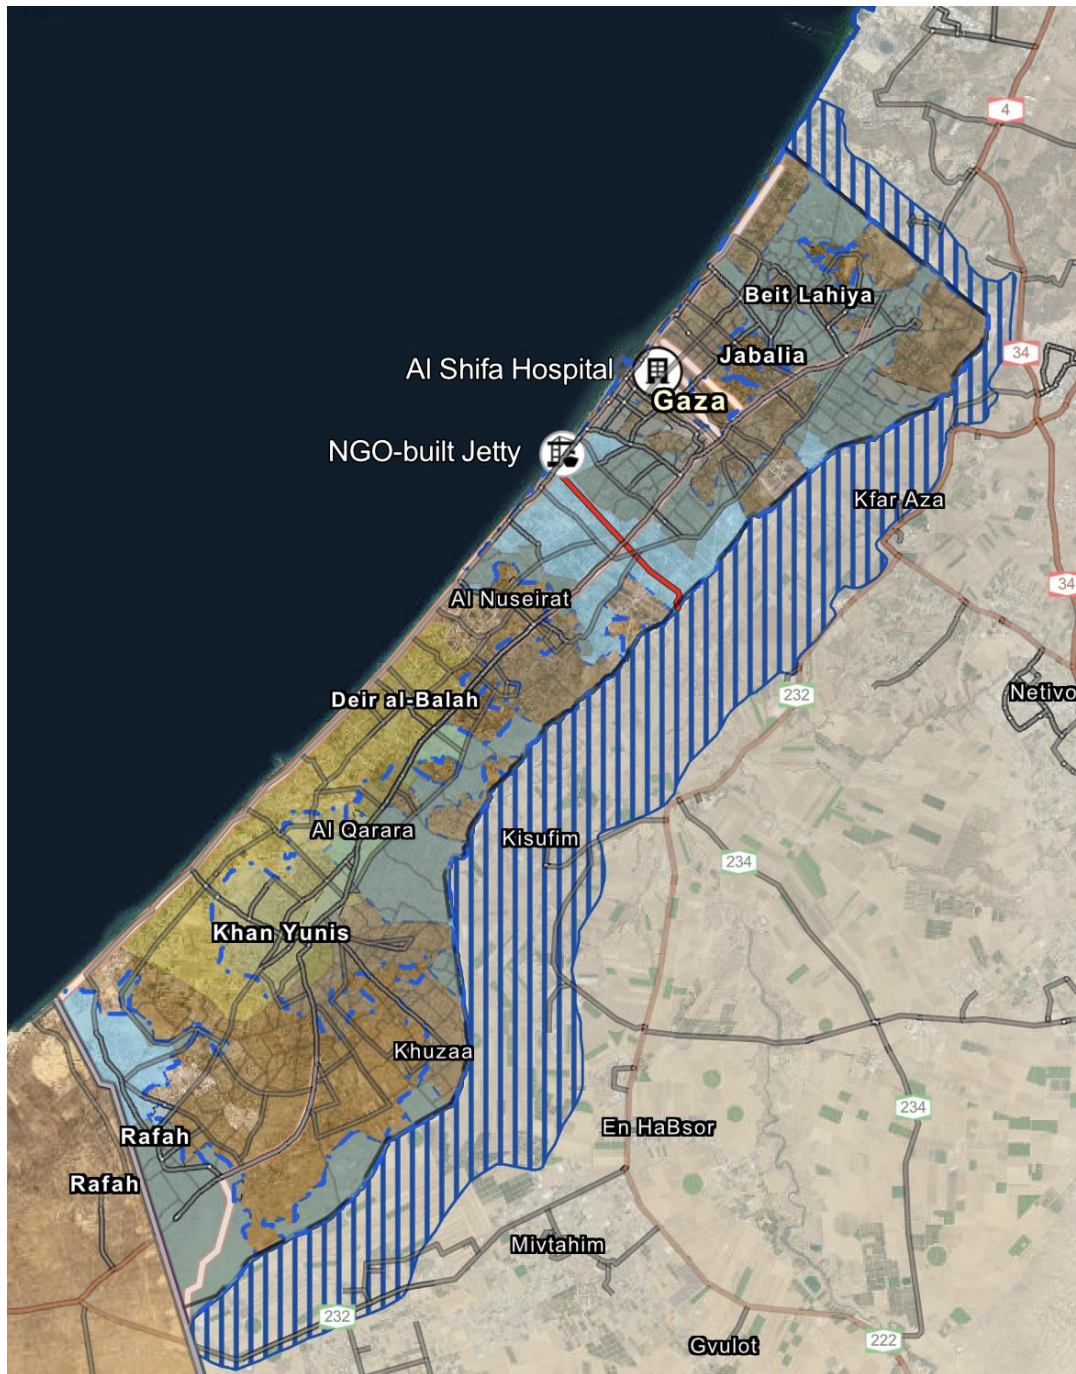 4
Beit Lahiya
34
Jabalia
Al Shifa Hospital
Gaza
NGO-built Jetty
Kfar Aza
34
Al Nuseirat
232
Netivo
Deir al-Balah
Al Qarara
Kisufim
234
Khan Yunis
Khuzaa
234
En HaBsor
Rafah
Rafah
Mivtahim
232
Gvulot
222